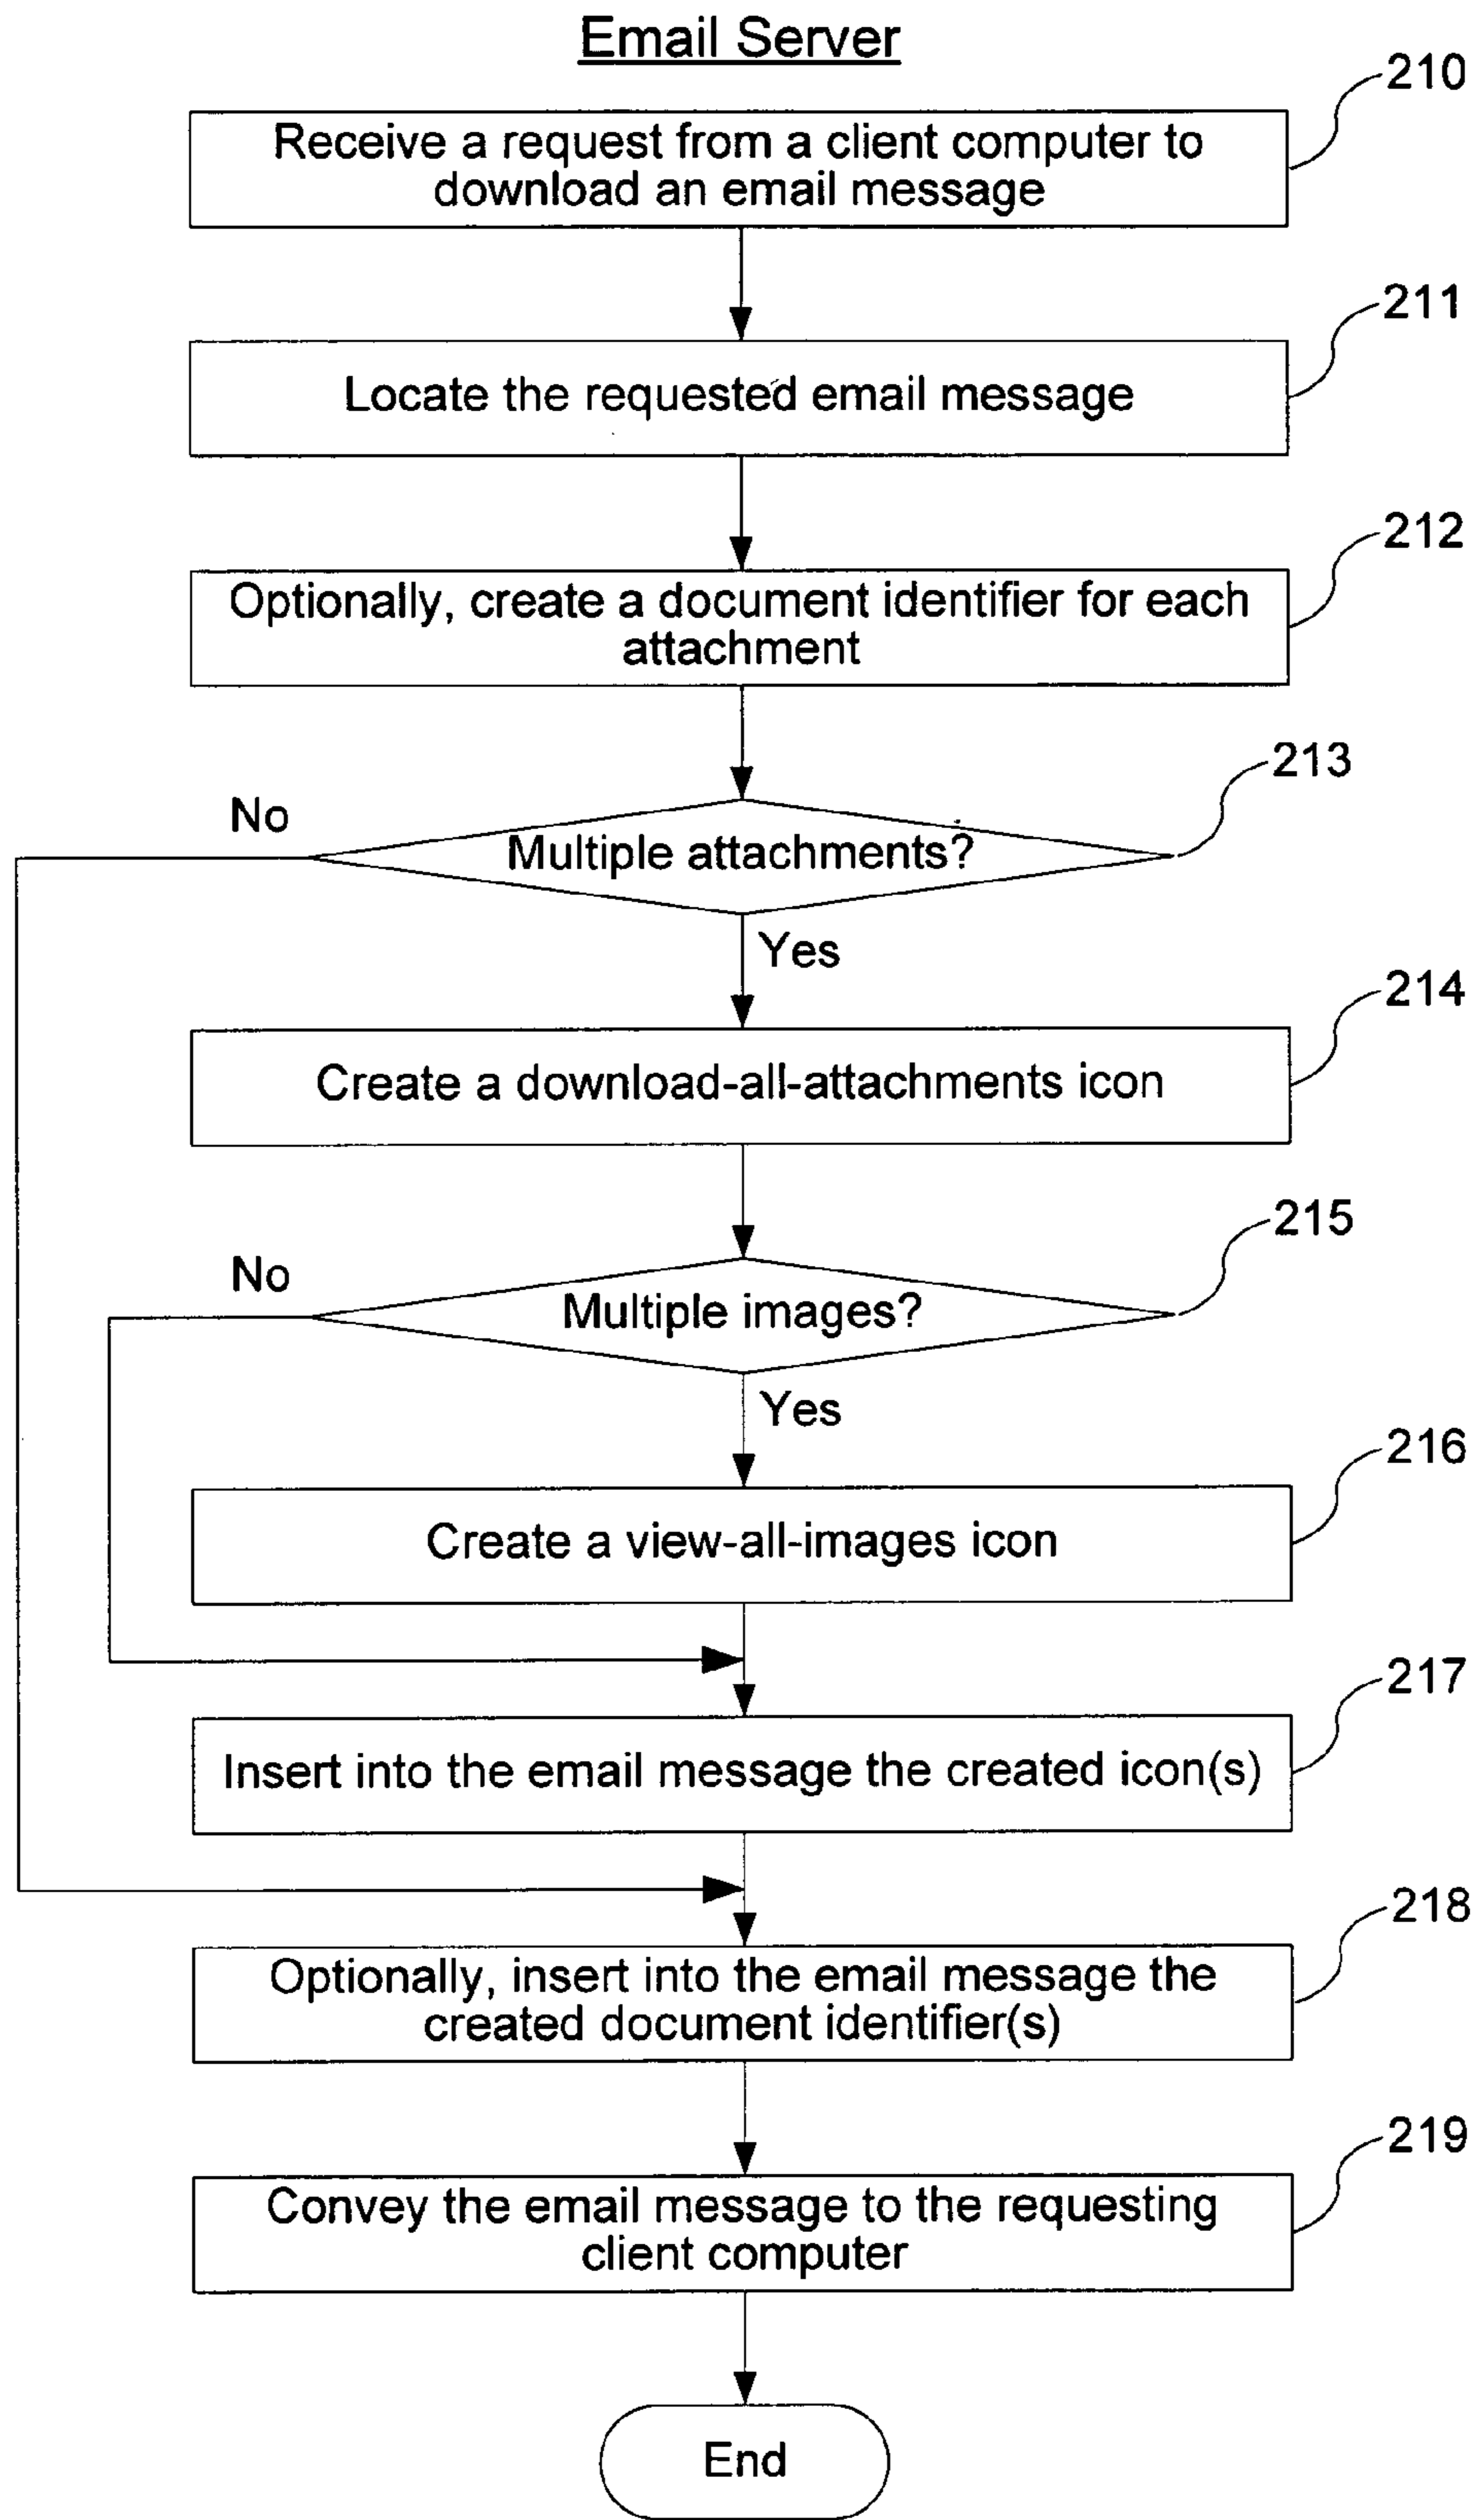 Email Server
210
Receive a request from a client computer to
download an email message
211
Locate the requested email message
212
Optionally, create a document identifier for each
attachment
213
No
Multiple attachments?
Yes
214
Create a download-all-attachments icon
215
No
Multiple images?
Yes
216
Create a view-all-images icon
217
Insert into the email message the created icon(s)
218
Optionally, insert into the email message the
created document identifier(s)
219
Convey the email message to the requesting
client computer
End